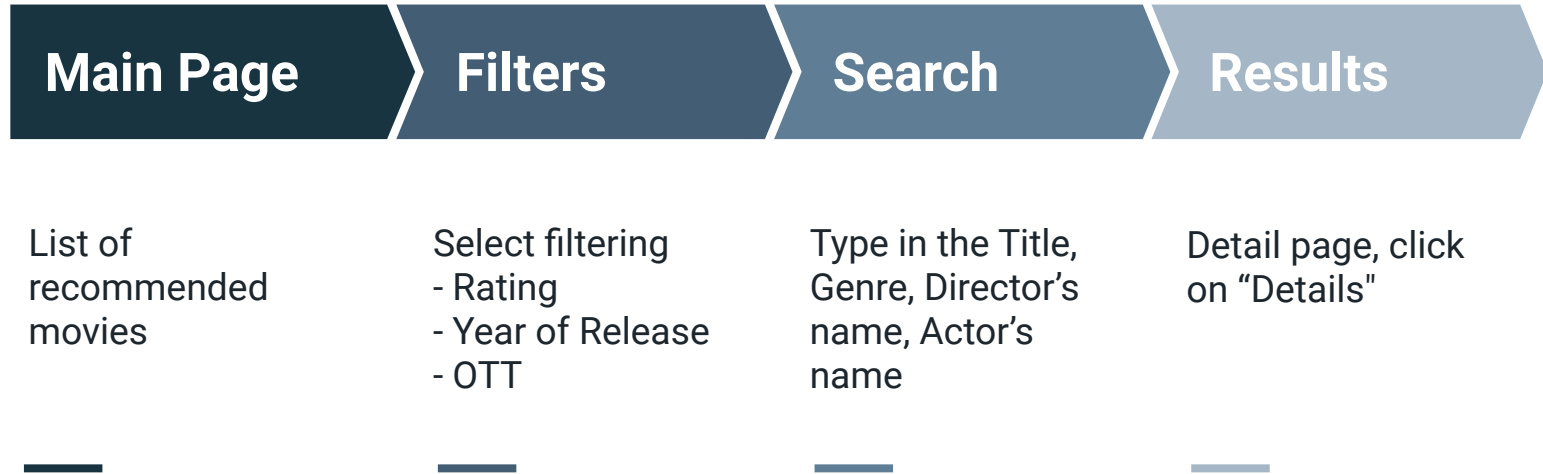 Main Page
Filters
Search
Results
List of
recommended
movies
Select filtering
- Rating
- Year of Release
- OTT
Type in the Title,
Genre, Director’s
name, Actor’s
name
Detail page, click
on “Details"